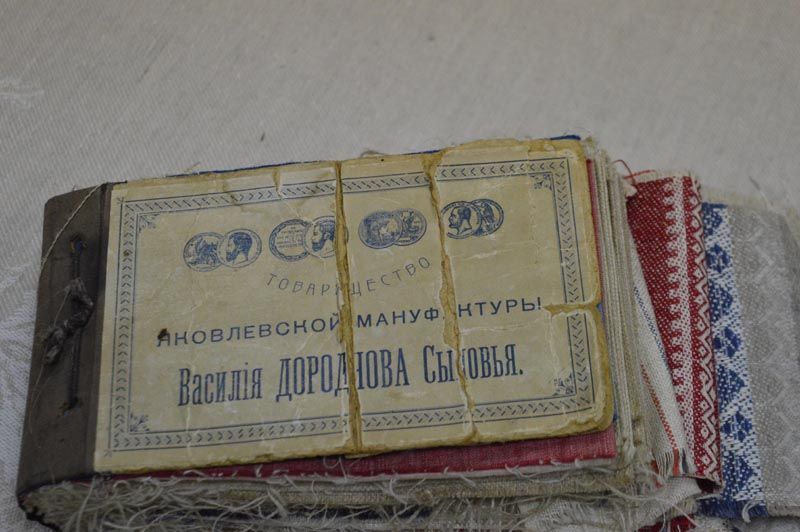 ТОВАРИЩЕСТВО
ЯКОВЛЕВСКОЙ МАНУФАКТУРЫ
Василія ДОРОДНОВА Сыновья.